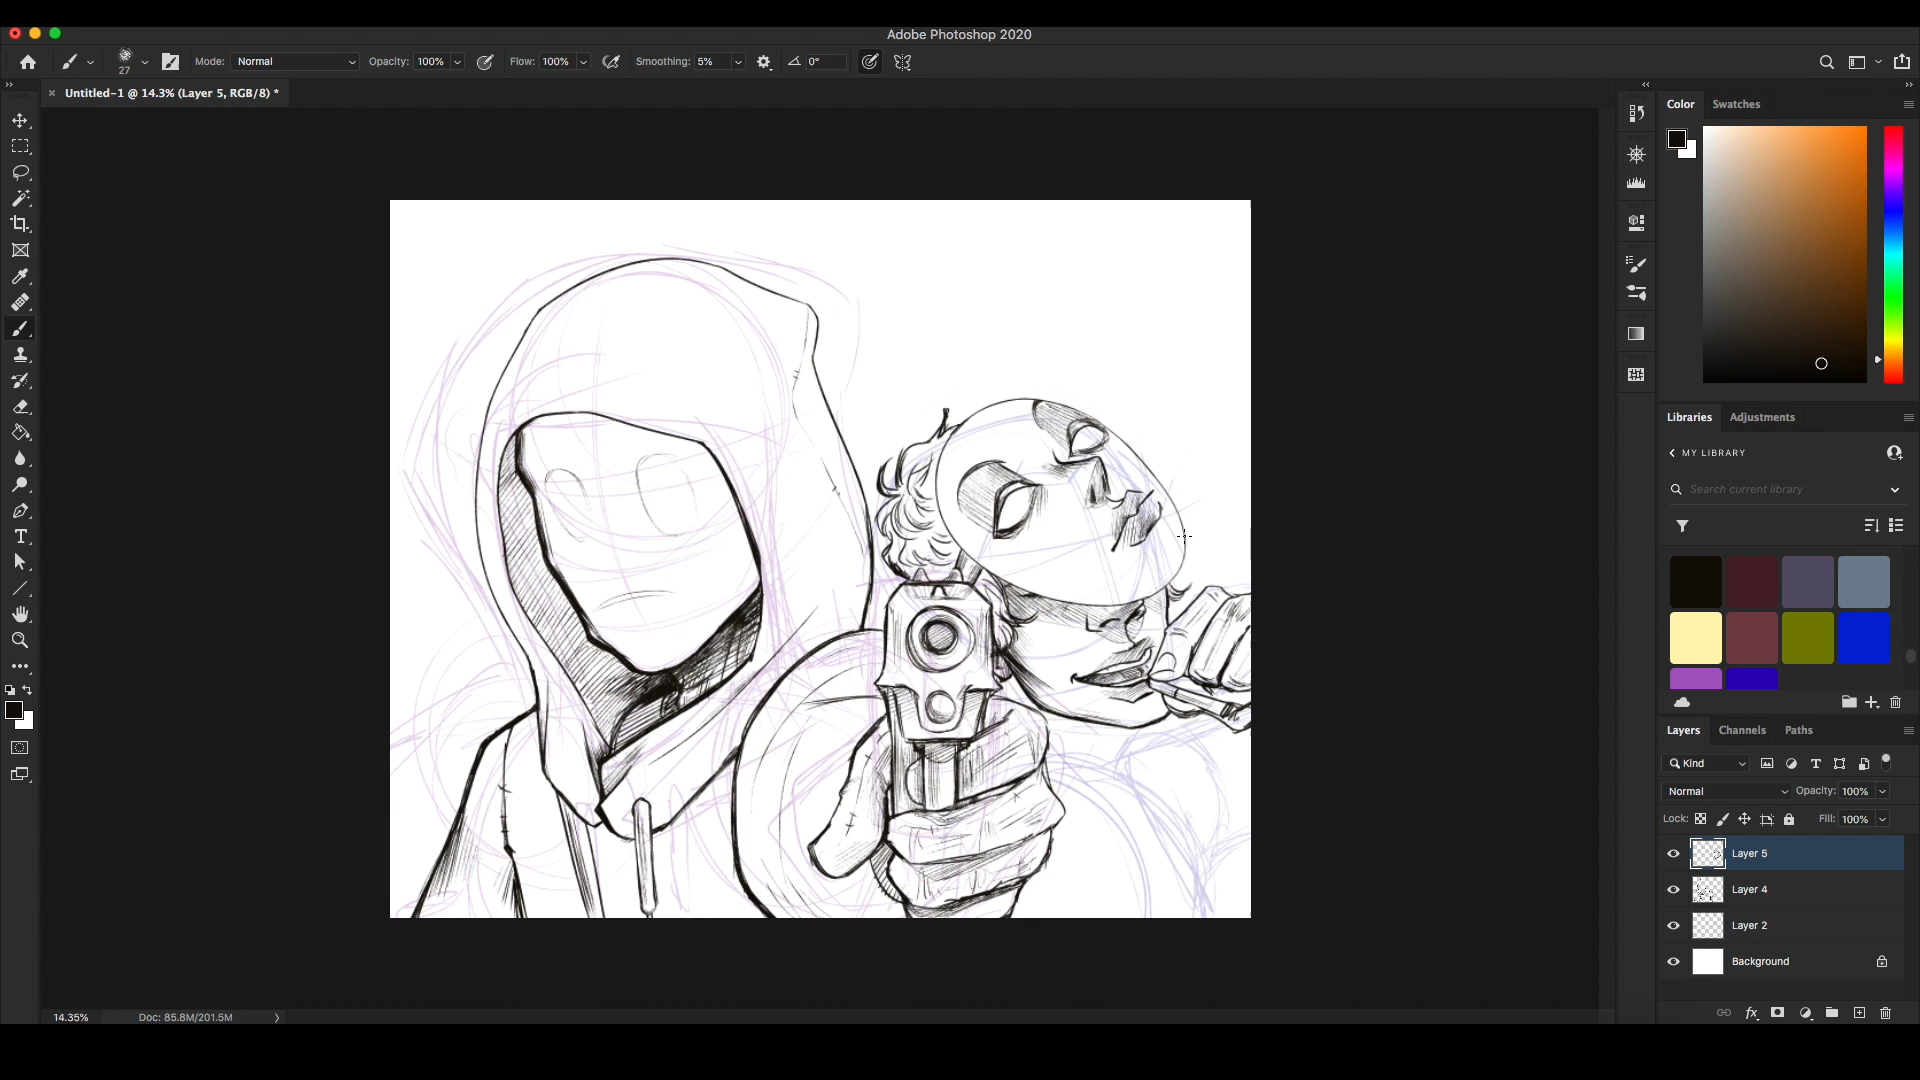 Adobe Photoshop 2020
27
Mode: Normal Opacity: 100% Flow: 100% Smoothing: 5% 0°
Untitled-1 @ 14.3% (Layer 5, RGB/8) *
Color Swatches
Libraries Adjustments
MY LIBRARY
Search current library
Layers Channels Paths
Kind
Normal Opacity: 100%
Lock: Fill: 100%
Layer 5
Layer 4
Layer 2
Background
fx
14.35% Doc: 85.8M/201.5M